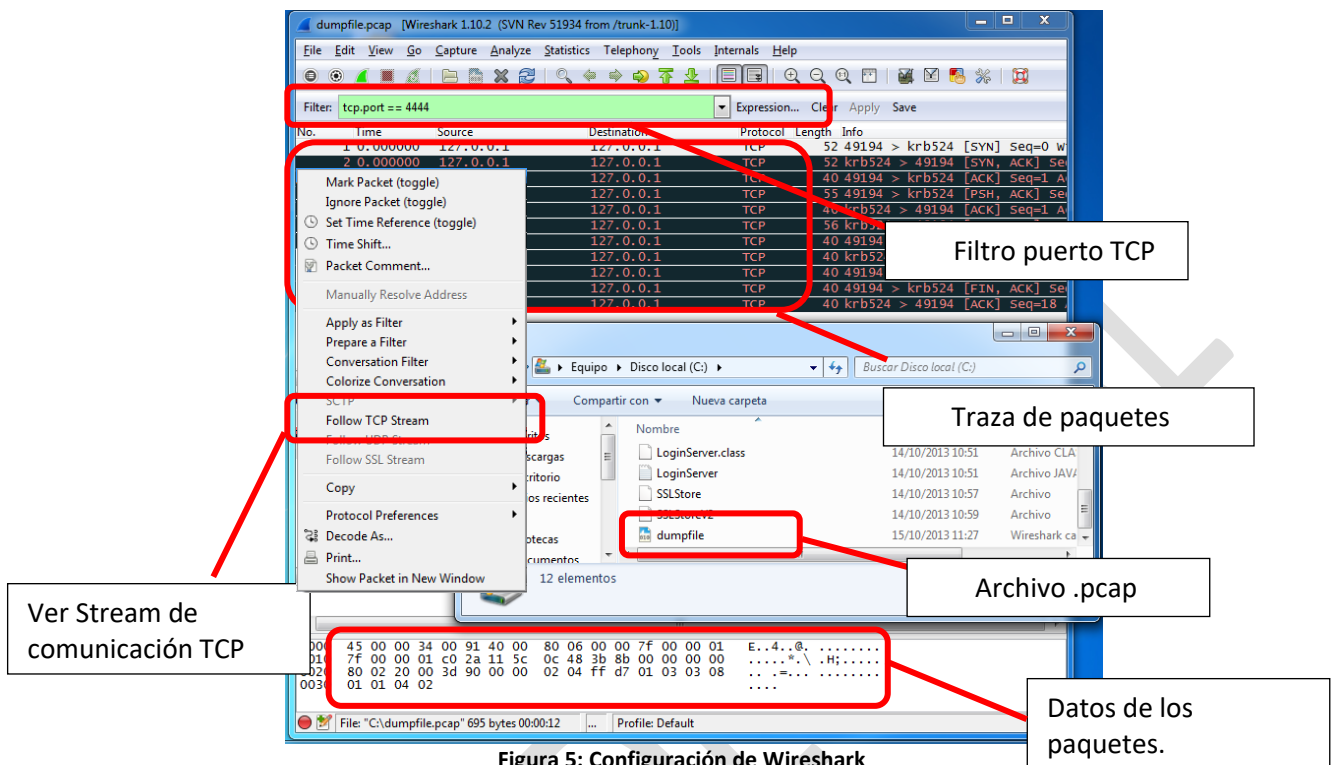 dumpfile.pcap [Wireshark 1.10.2 (SVN Rev 51934 from /trunk-1.10)]
File Edit View Go Capture Analyze Statistics Telephony Tools Internals Help
Filter: tcp.port == 4444 Expression... Clear Apply Save
No. Time Source Destination Protocol Length Info
1 0.000000 127.0.0.1 127.0.0.1 TCP 52 49194 > krb524 [SYN] Seq=0
2 0.000000 127.0.0.1 127.0.0.1 TCP 52 krb524 > 49194 [SYN, ACK]
127.0.0.1 TCP 40 49194 > krb524 [ACK] Seq=1
127.0.0.1 TCP 55 49194 > krb524 [PSH, ACK]
127.0.0.1 TCP 40 krb524 > 49194 [ACK] Seq=1
127.0.0.1 TCP 56
127.0.0.1 TCP 40 49194
127.0.0.1 TCP 40
127.0.0.1 TCP 40 49194
127.0.0.1 TCP 40 49194 > krb524 [FIN, ACK]
127.0.0.1 TCP 40 krb524 > 49194 [ACK] Seq=18
Mark Packet (toggle)
Ignore Packet (toggle)
Set Time Reference (toggle)
Time Shift...
Packet Comment...
Manually Resolve Address
Apply as Filter
Prepare a Filter
Conversation Filter
Colorize Conversation
SCTP
Follow TCP Stream
Follow UDP Stream
Follow SSL Stream
Copy
Protocol Preferences
Decode As...
Print...
Show Packet in New Window
Filtro puerto TCP
Equipo Disco local (C:) Buscar Disco local (C:)
Compartir con Nueva carpeta
Traza de paquetes
Nombre
LoginServer.class 14/10/2013 10:51 Archivo CLA
LoginServer 14/10/2013 10:51 Archivo JAVA
SSLStore 14/10/2013 10:57 Archivo
SSLStoreV2 14/10/2013 10:59 Archivo
dumpfile 15/10/2013 11:27 Wireshark ca
12 elementos
Archivo .pcap
Ver Stream de
comunicación TCP
45 00 00 34 00 91 40 00 80 06 00 00 7f 00 00 01 E..4..@. ........
7f 00 00 01 c0 2a 11 5c 0c 48 3b 8b 00 00 00 00 .....*.\ .H;.....
80 02 20 00 3d 90 00 00 02 04 ff d7 01 03 03 08 .. .=... ........
0030 01 01 04 02 ....
Datos de los
paquetes.
File: "C:\dumpfile.pcap" 695 bytes 00:00:12 ... Profile: Default
Figura 5: Configuración de Wireshark